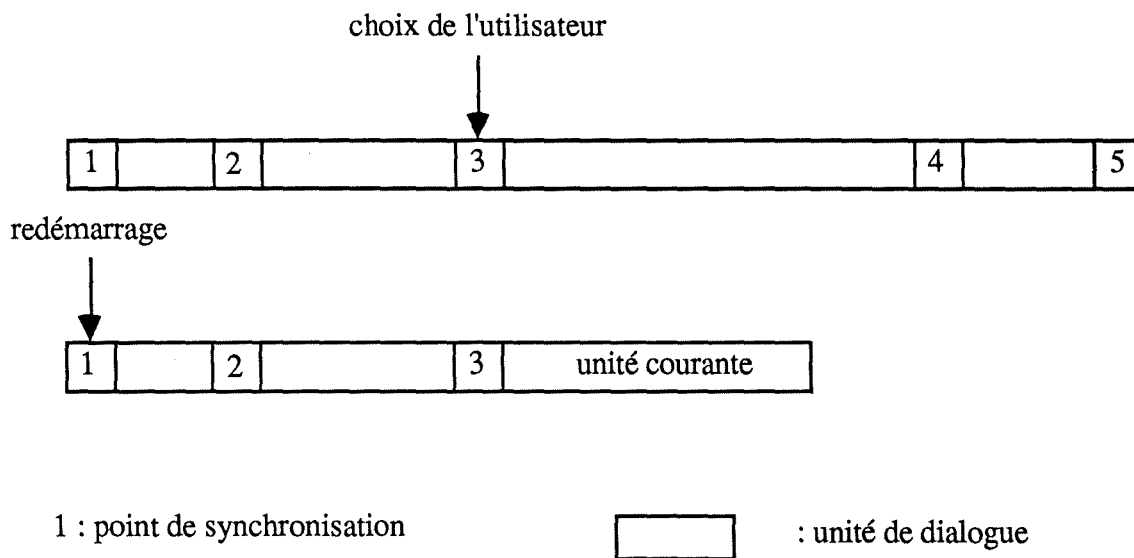 choix de l'utilisateur
1 2 3 4 5
redémarrage
1 2 3 unité courante
1 : point de synchronisation : unité de dialogue